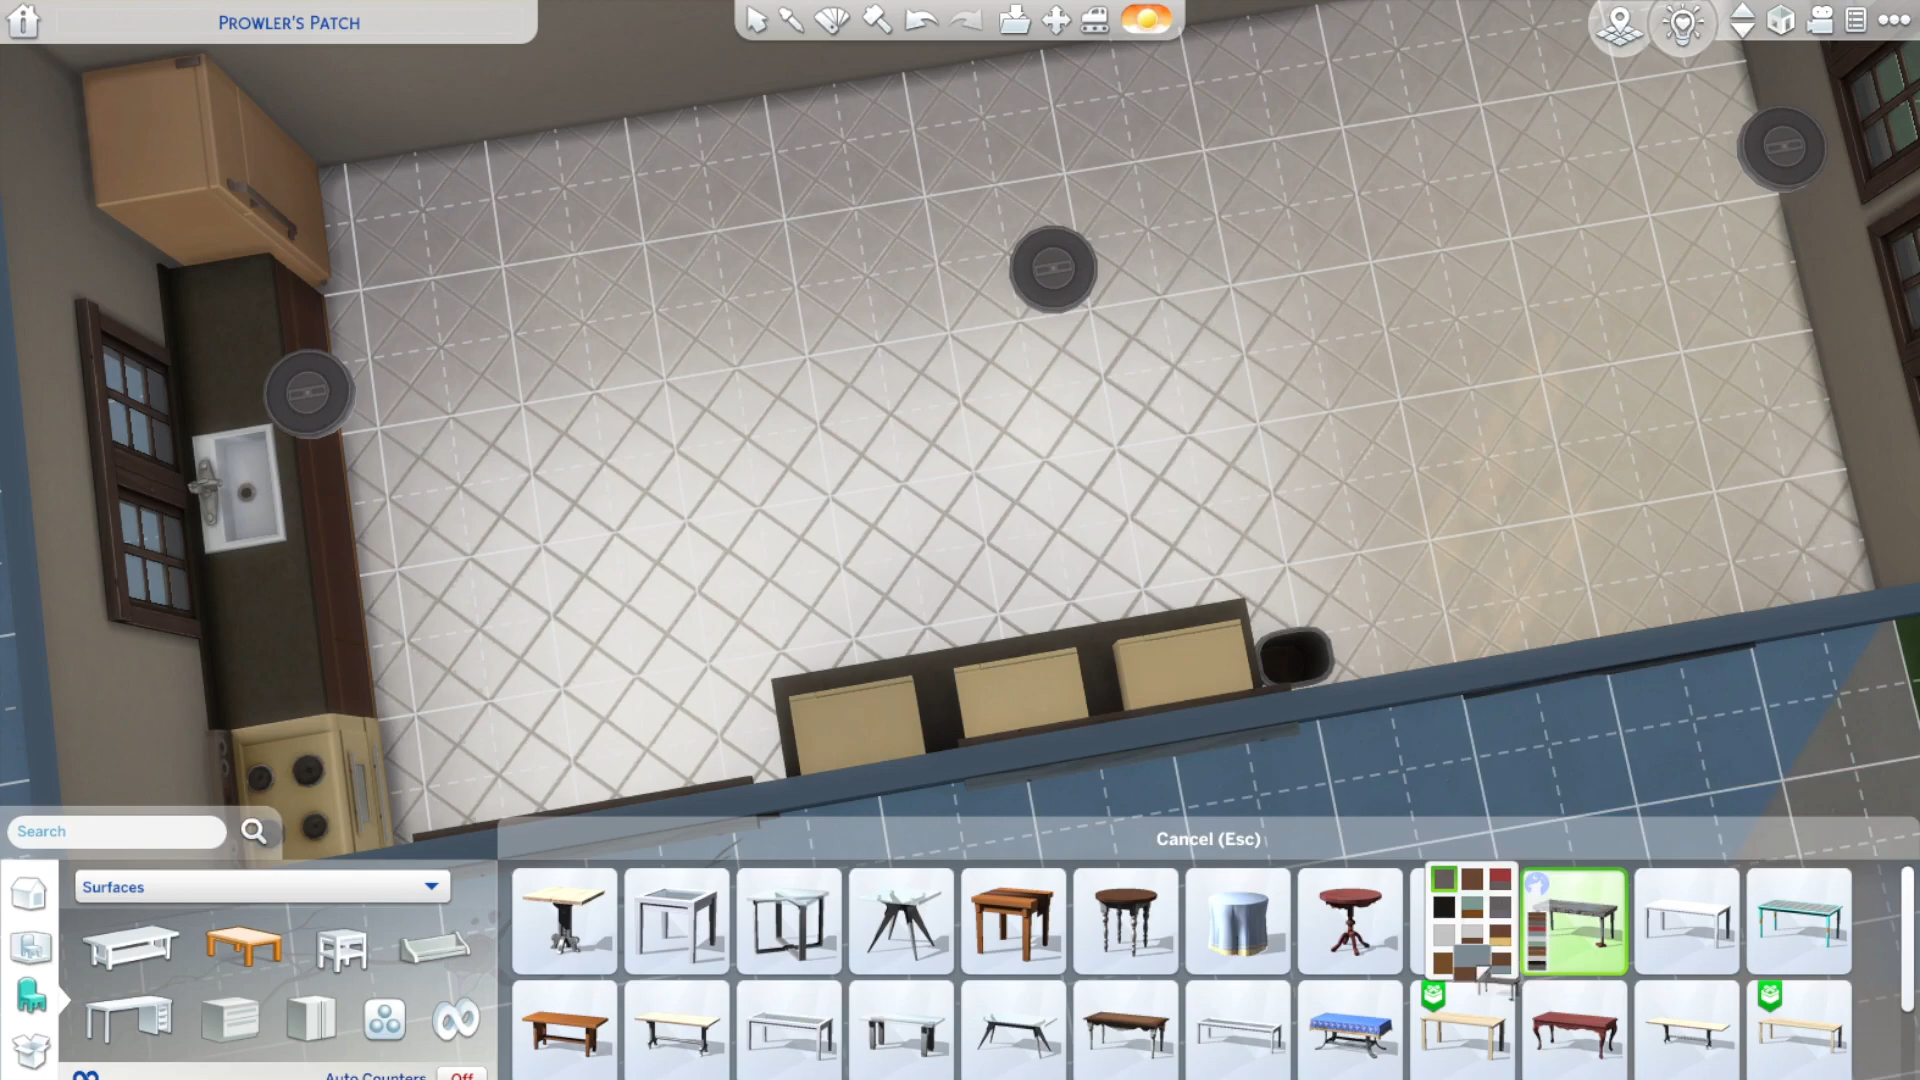 PROWLER'S PATCH
Search
Cancel (Esc)
Surfaces
Auto Counters
Off